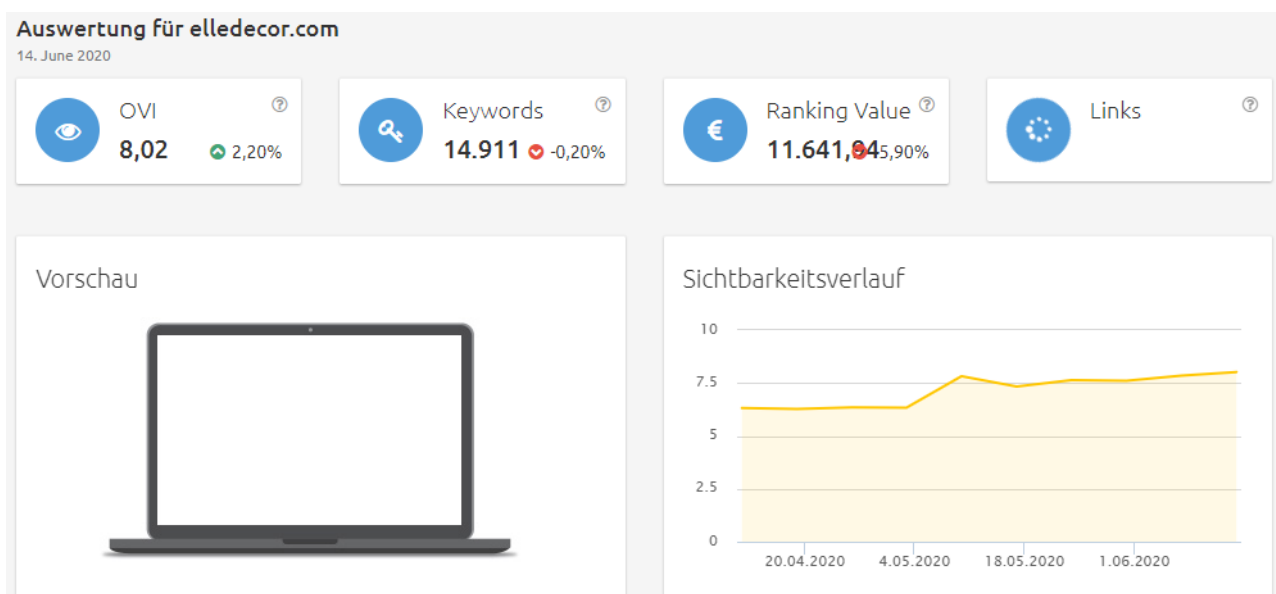 Auswertung für elledecor.com
14. June 2020
OVI
8,02 2,20%
Keywords
14.911 -0,20%
Ranking Value
€ 11.641,84 5,90%
Links
Vorschau
Sichtbarkeitsverlauf
10
7.5
5
2.5
0
20.04.2020 4.05.2020 18.05.2020 1.06.2020